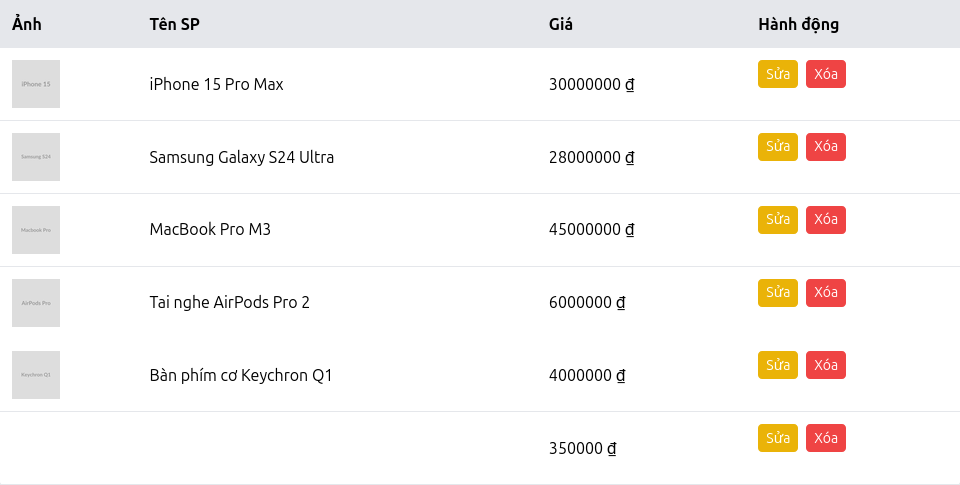 Ảnh Tên SP Giá Hành động
iPhone 15 iPhone 15 Pro Max 30000000 ₫ Sửa Xóa
Samsung S24 Samsung Galaxy S24 Ultra 28000000 ₫ Sửa Xóa
Macbook Pro MacBook Pro M3 45000000 ₫ Sửa Xóa
AirPods Pro Tai nghe AirPods Pro 2 6000000 ₫ Sửa Xóa
Keychron Q1 Bàn phím cơ Keychron Q1 4000000 ₫ Sửa Xóa
350000 ₫ Sửa Xóa